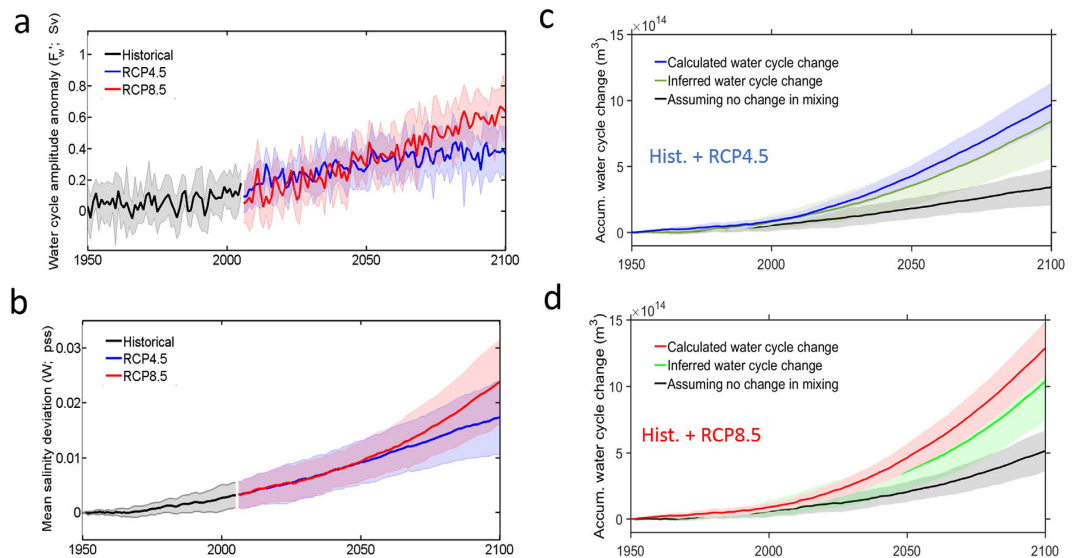 a
Water cycle amplitude anomaly (F_w'; Sv)
1
0.8
0.6
0.4
0.2
0
Historical
RCP4.5
RCP8.5
1950
2000
2050
2100
b
Mean salinity deviation (W; pss)
0.03
0.02
0.01
0
Historical
RCP4.5
RCP8.5
1950
2000
2050
2100
c
×10^14
Accum. water cycle change (m³)
15
10
5
0
Calculated water cycle change
Inferred water cycle change
Assuming no change in mixing
Hist. + RCP4.5
1950
2000
2050
2100
d
×10^14
Accum. water cycle change (m³)
15
10
5
0
Calculated water cycle change
Inferred water cycle change
Assuming no change in mixing
Hist. + RCP8.5
1950
2000
2050
2100